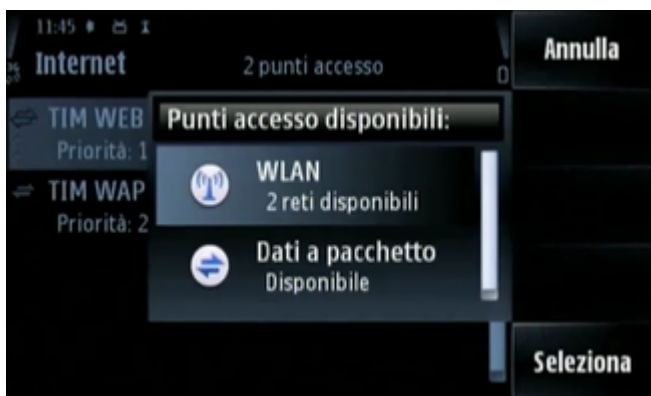 11:45
Internet
2 punti accesso
Annulla
TIM WEB
Priorità: 1
TIM WAP
Priorità: 2
Punti accesso disponibili:
WLAN
2 reti disponibili
Dati a pacchetto
Disponibile
Seleziona